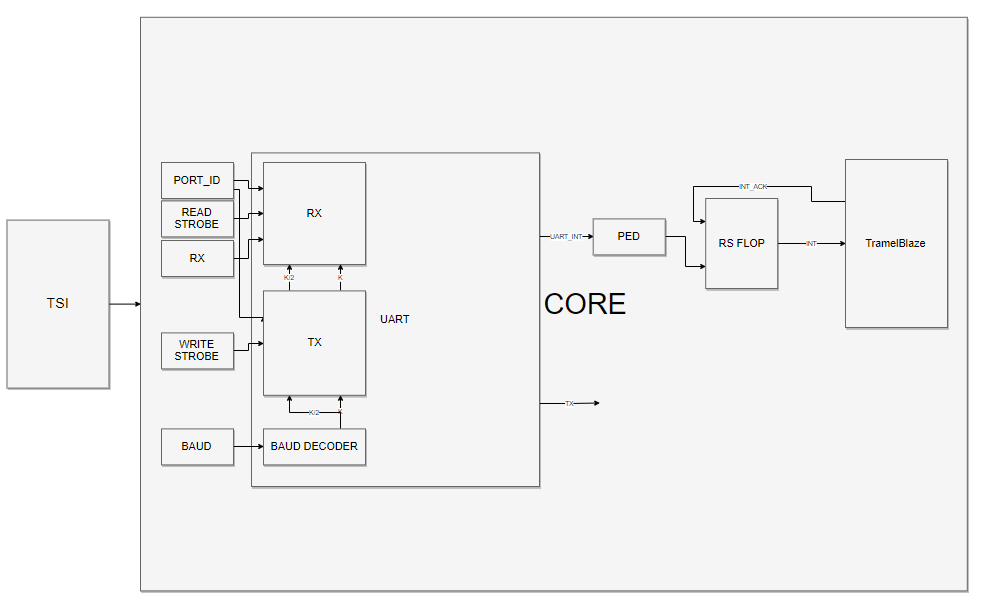 PORT_ID
READ
STROBE
RX
RX
K/2
K
TSI
WRITE
STROBE
TX
UART
K/2
K
BAUD
BAUD DECODER
UART_INT
PED
CORE
TX
INT_ACK
RS FLOP
INT
TramelBlaze